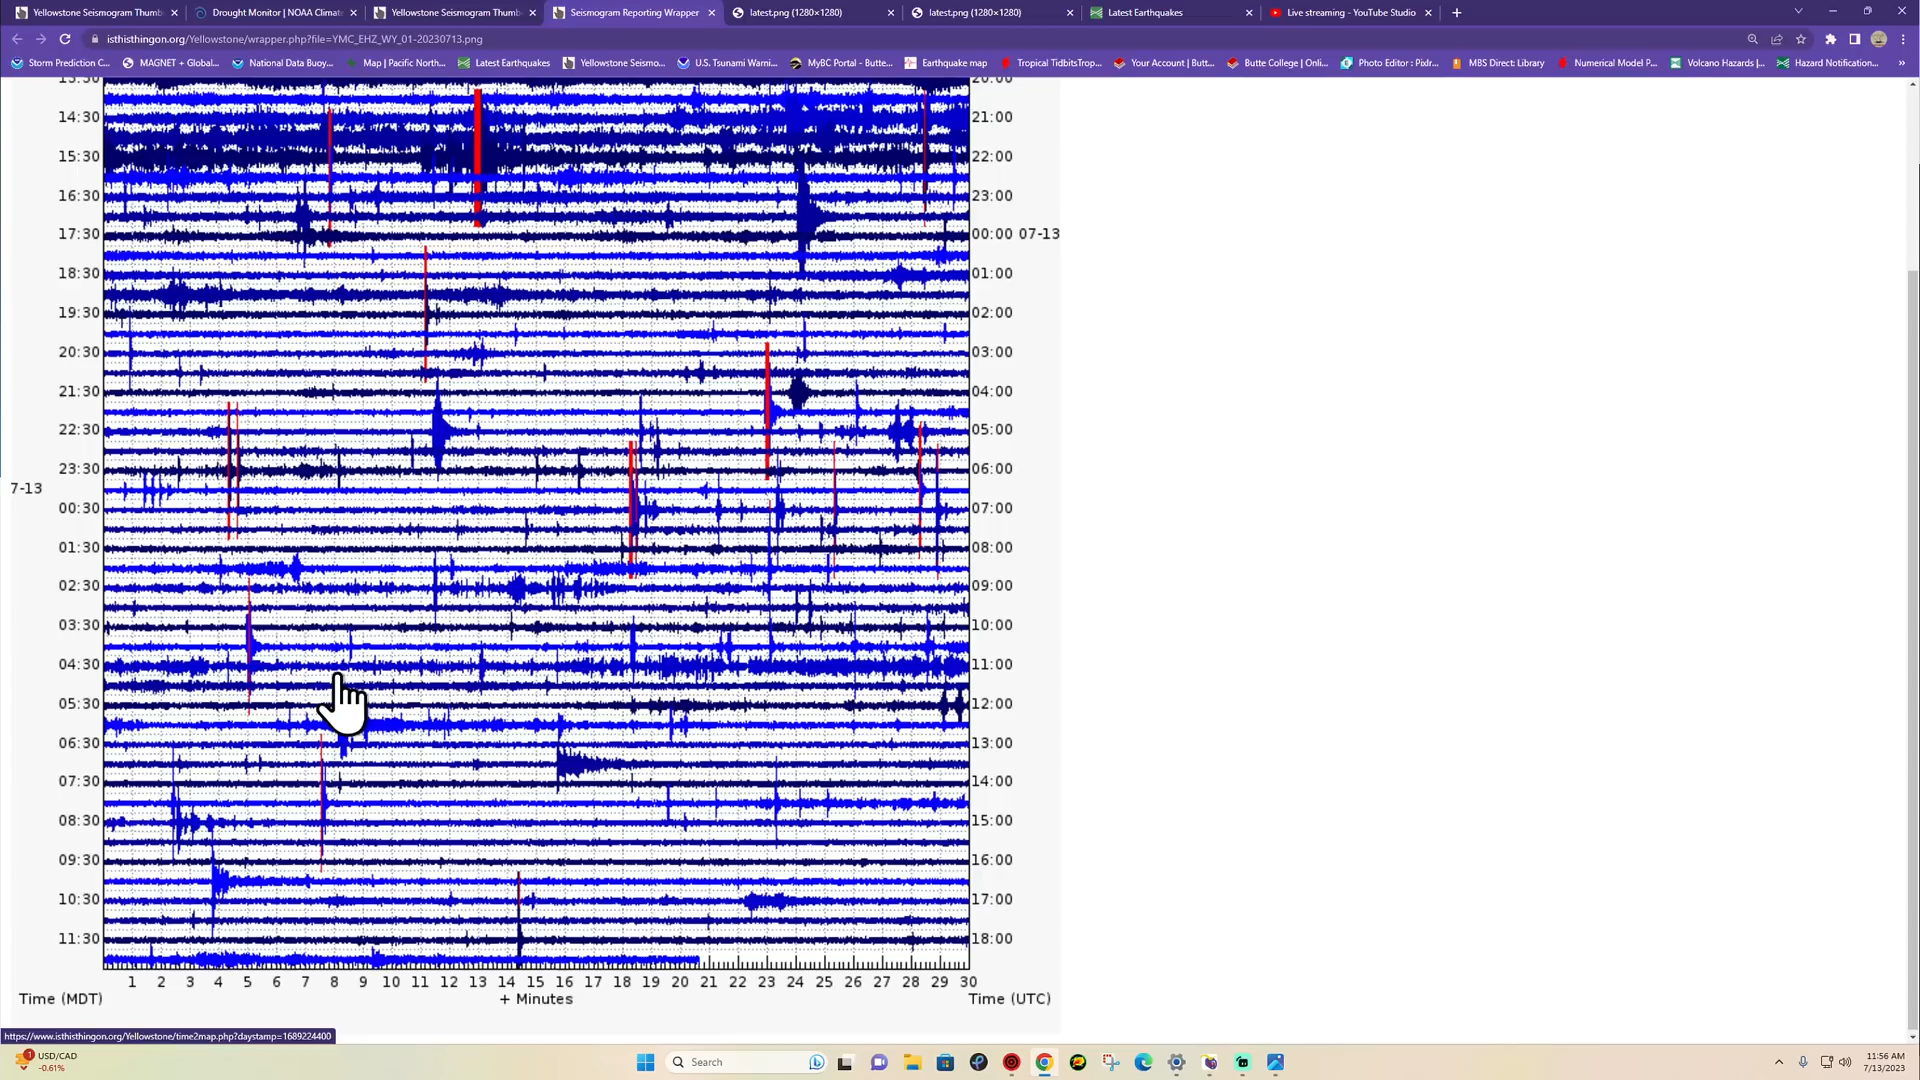 Yellowstone Seismogram Thumb
Drought Monitor | NOAA Climat
Yellowstone Seismogram Thumb
Seismogram Reporting Wrapper
latest.png (1280×1280)
latest.png (1280×1280)
Latest Earthquakes
Live streaming - YouTube Studio
isthisthingon.org/Yellowstone/wrapper.php?file=YMC_EHZ_WY_01-20230713.png
Storm Prediction C...
MAGNET + Global...
National Data Buoy...
Map | Pacific North...
Latest Earthquakes
Yellowstone Seismo...
U.S. Tsunami Warni...
MyBC Portal - Butte...
Earthquake map
Tropical TidbitsTrop...
Your Account | Butt...
Butte College | Onli...
Photo Editor : Pixlr...
MBS Direct Library
Numerical Model P...
Volcano Hazards |...
Hazard Notification...
13:30 20:00
14:30 21:00
15:30 22:00
16:30 23:00
17:30 00:00 07-13
18:30 01:00
19:30 02:00
20:30 03:00
21:30 04:00
22:30 05:00
23:30 06:00
7-13
00:30 07:00
01:30 08:00
02:30 09:00
03:30 10:00
04:30 11:00
05:30 12:00
06:30 13:00
07:30 14:00
08:30 15:00
09:30 16:00
10:30 17:00
11:30 18:00
1 2 3 4 5 6 7 8 9 10 11 12 13 14 15 16 17 18 19 20 21 22 23 24 25 26 27 28 29 30
Time (MDT) + Minutes Time (UTC)
https://www.isthisthingon.org/Yellowstone/time2map.php?daystamp=1689224400
1
USD/CAD
-0.61%
Search
11:56 AM
7/13/2023